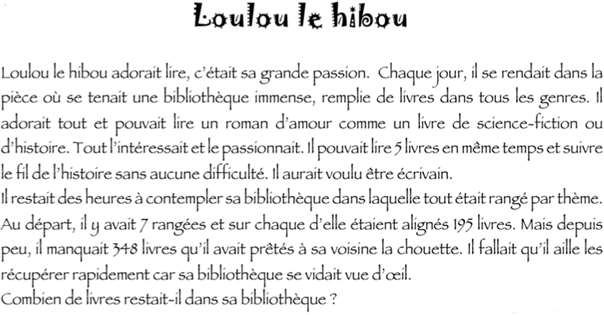 Loulou le hibou
Loulou le hibou adorait lire, c'était sa grande passion. Chaque jour, il se rendait dans la
pièce où se tenait une bibliothèque immense, remplie de livres dans tous les genres. Il
adorait tout et pouvait lire un roman d'amour comme un livre de science-fiction ou
d'histoire. Tout l'intéressait et le passionnait. Il pouvait lire 5 livres en même temps et suivre
le fil de l'histoire sans aucune difficulté. Il aurait voulu être écrivain.
Il restait des heures à contempler sa bibliothèque dans laquelle tout était rangé par thème.
Au départ, il y avait 7 rangées et sur chaque d'elle étaient alignés 195 livres. Mais depuis
peu, il manquait 348 livres qu'il avait prêtés à sa voisine la chouette. Il fallait qu'il aille les
récupérer rapidement car sa bibliothèque se vidait vue d'œil.
Combien de livres restait-il dans sa bibliothèque ?